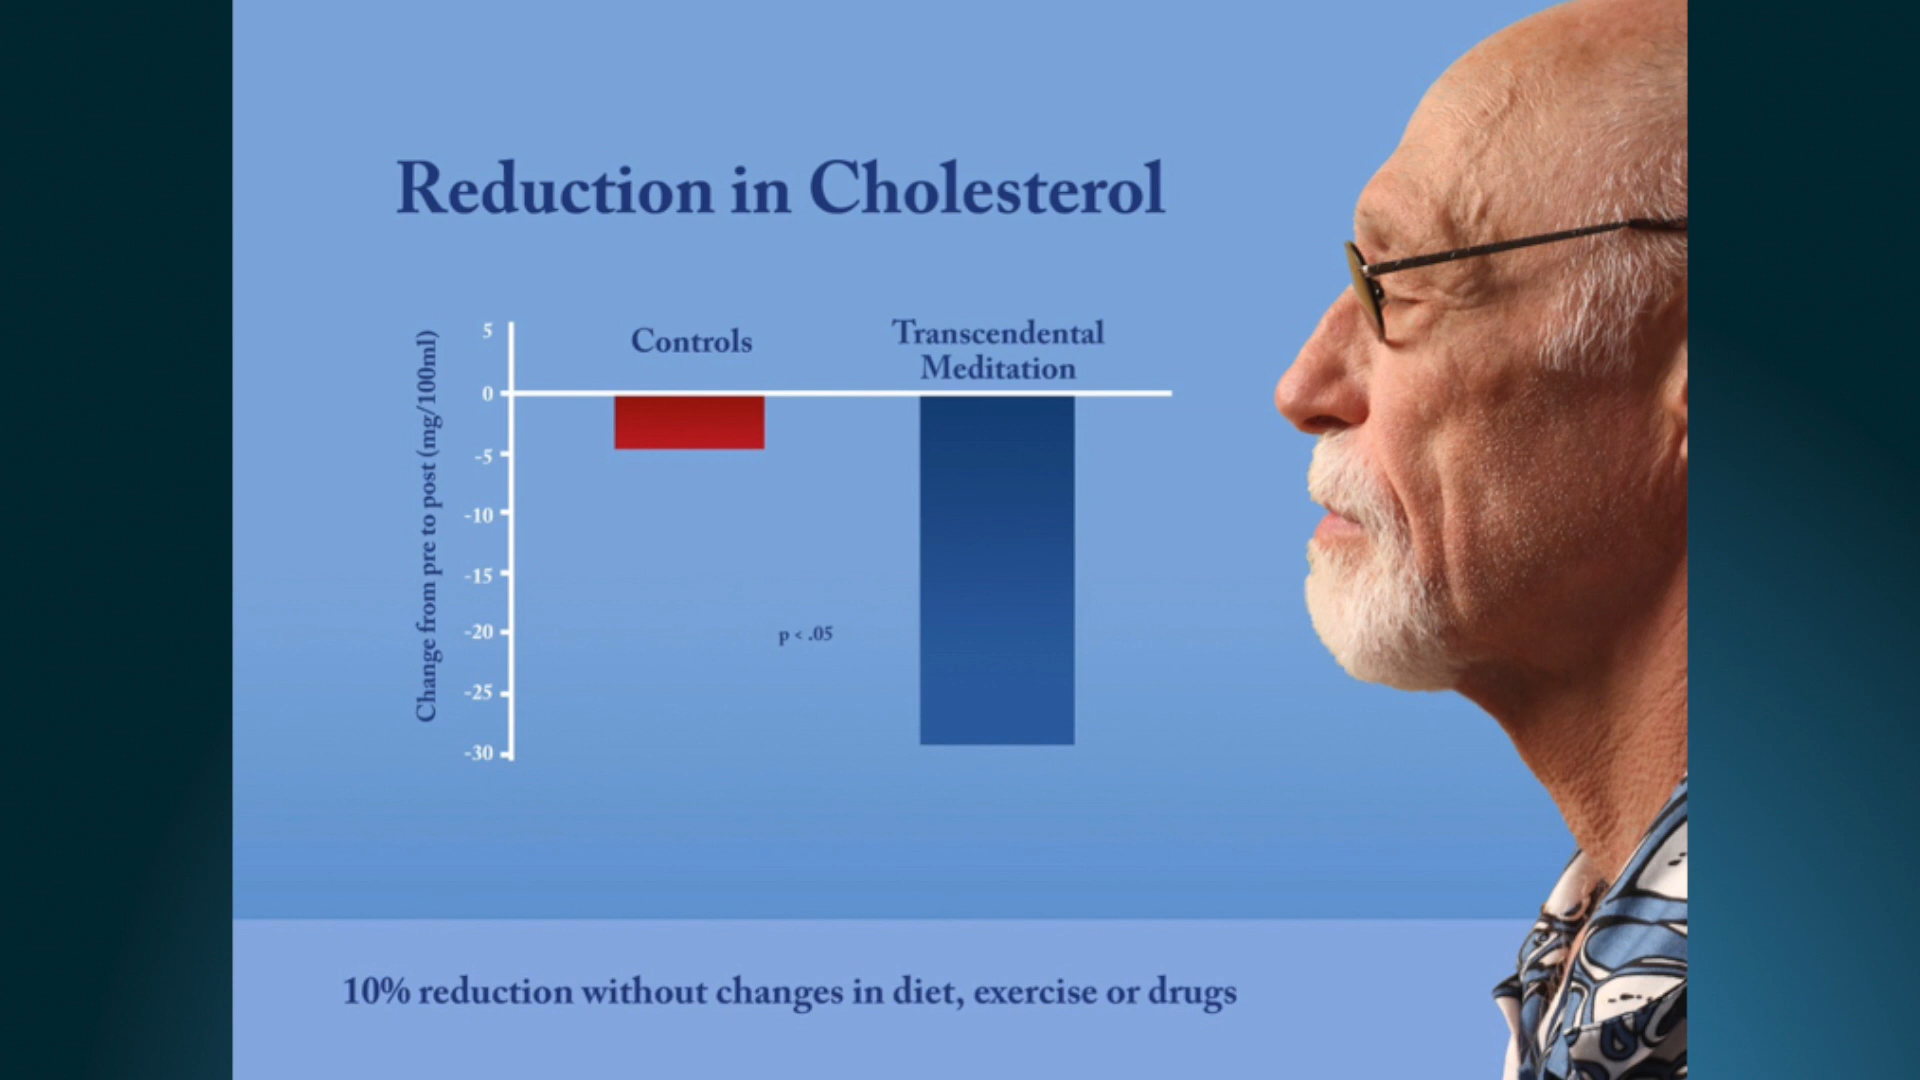 Reduction in Cholesterol
Change from pre to post (mg/100ml)
5
0
-5
-10
-15
-20
-25
-30
Controls
Transcendental
Meditation
p < .05
10% reduction without changes in diet, exercise or drugs